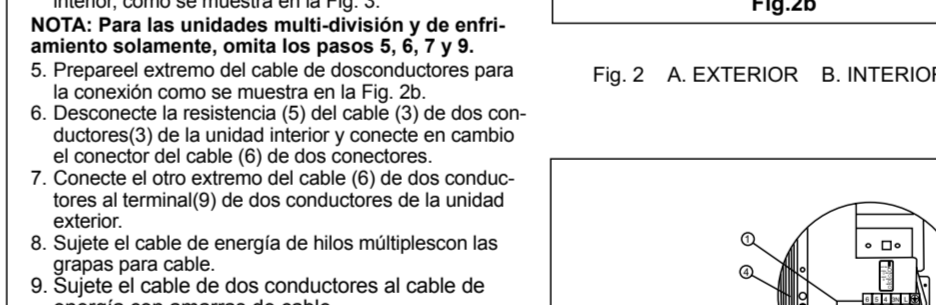 interior, como se muestra en la Fig. 3.
NOTA: Para las unidades multi-división y de enfri-
amiento solamente, omita los pasos 5, 6, 7 y 9.
5. Prepareel extremo del cable de dosconductores para
la conexión como se muestra en la Fig. 2b.
6. Desconecte la resistencia (5) del cable (3) de dos con-
ductores(3) de la unidad interior y conecte en cambio
el conector del cable (6) de dos conectores.
7. Conecte el otro extremo del cable (6) de dos conduc-
tores al terminal(9) de dos conductores de la unidad
exterior.
8. Sujete el cable de energía de hilos múltiplescon las
grapas para cable.
9. Sujete el cable de dos conductores al cable de
energía con amarras de cable.
Fig.2b
Fig. 2 A. EXTERIOR B. INTERIOR
1
4